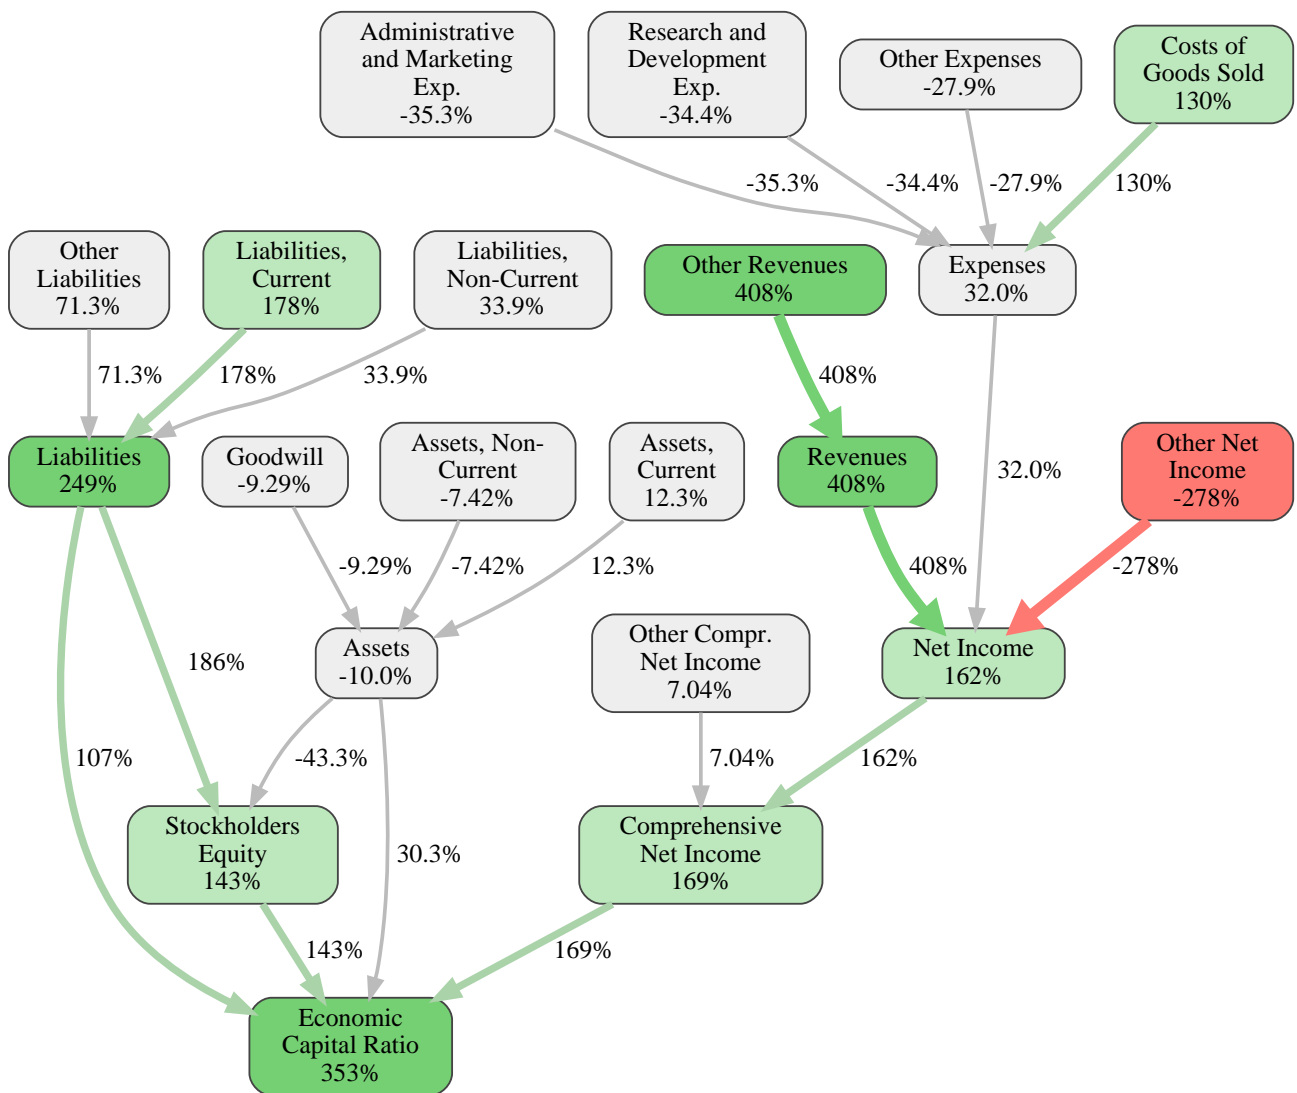 Administrative
and Marketing
Exp.
-35.3%
Research and
Development
Exp.
-34.4%
Other Expenses
-27.9%
Costs of
Goods Sold
130%
-35.3%
-34.4%
-27.9%
130%
Other
Liabilities
71.3%
Liabilities,
Current
178%
Liabilities,
Non-Current
33.9%
Other Revenues
408%
Expenses
32.0%
71.3%
178%
33.9%
408%
Liabilities
249%
Goodwill
-9.29%
Assets, Non-
Current
-7.42%
Assets,
Current
12.3%
Revenues
408%
32.0%
Other Net
Income
-278%
-9.29%
-7.42%
12.3%
408%
-278%
186%
Assets
-10.0%
Other Compr.
Net Income
7.04%
Net Income
162%
107%
-43.3%
7.04%
162%
Stockholders
Equity
143%
30.3%
Comprehensive
Net Income
169%
143%
169%
Economic
Capital Ratio
353%